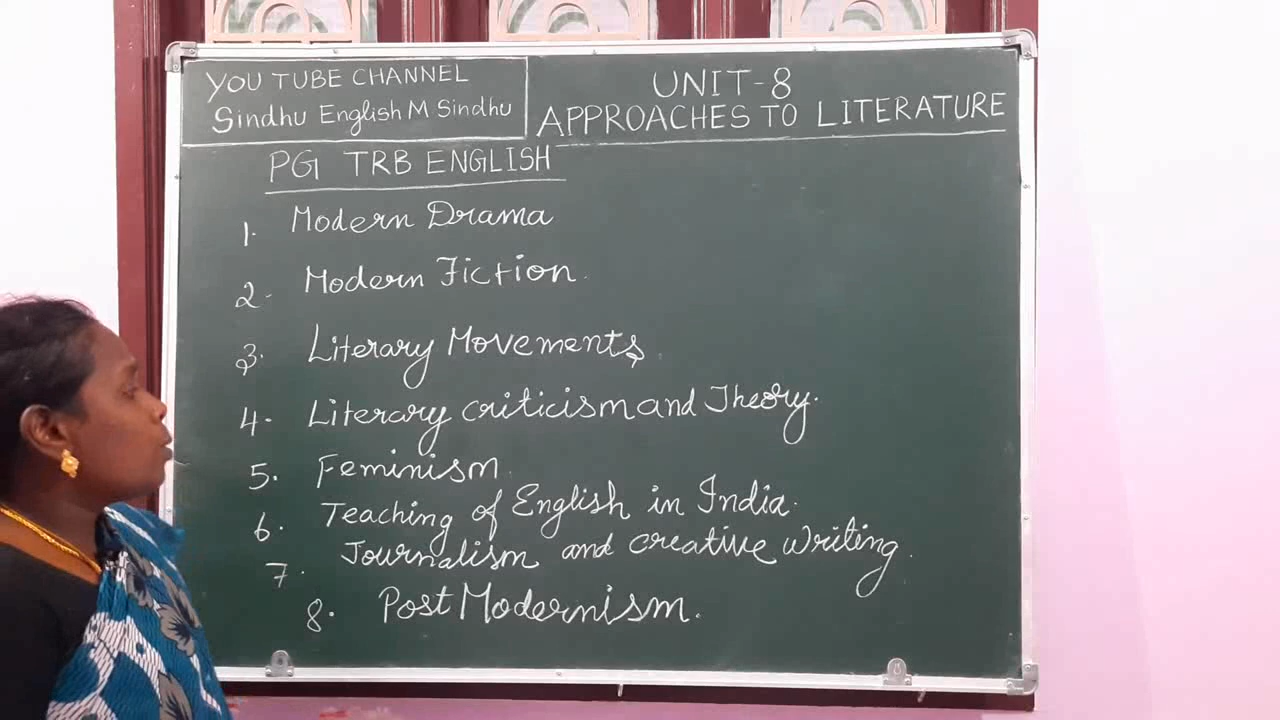 YOU TUBE CHANNEL
Sindhu English M Sindhu
UNIT-8
APPROACHES TO LITERATURE
PG TRB ENGLISH
1. Modern Drama
2. Modern Fiction.
3. Literary Movements.
4. Literary criticism and Theory.
5. Feminism.
6. Teaching of English in India.
7. Journalism and creative writing.
8. Post Modernism.